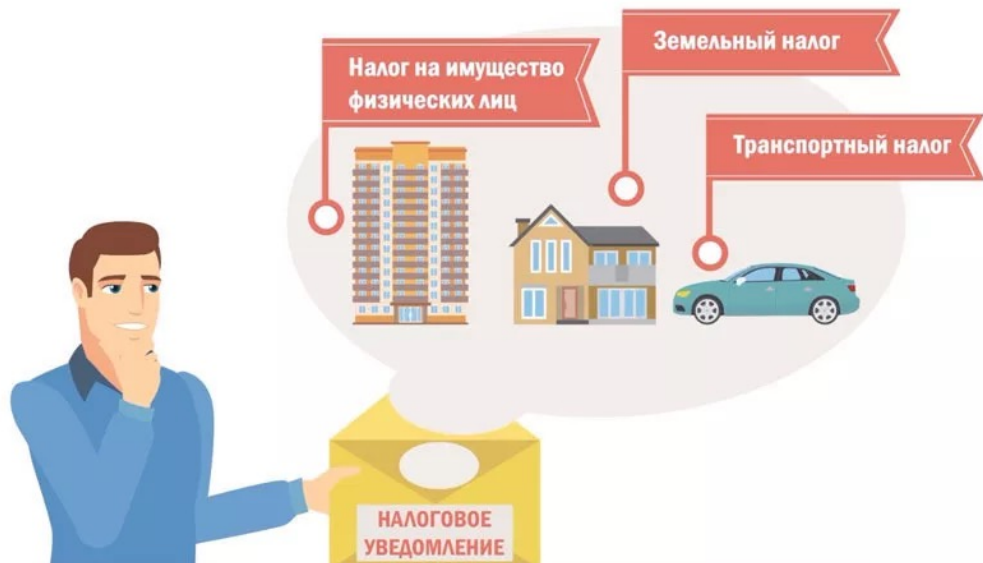 Налог на имущество
физических лиц
Земельный налог
Транспортный налог
НАЛОГОВОЕ
УВЕДОМЛЕНИЕ